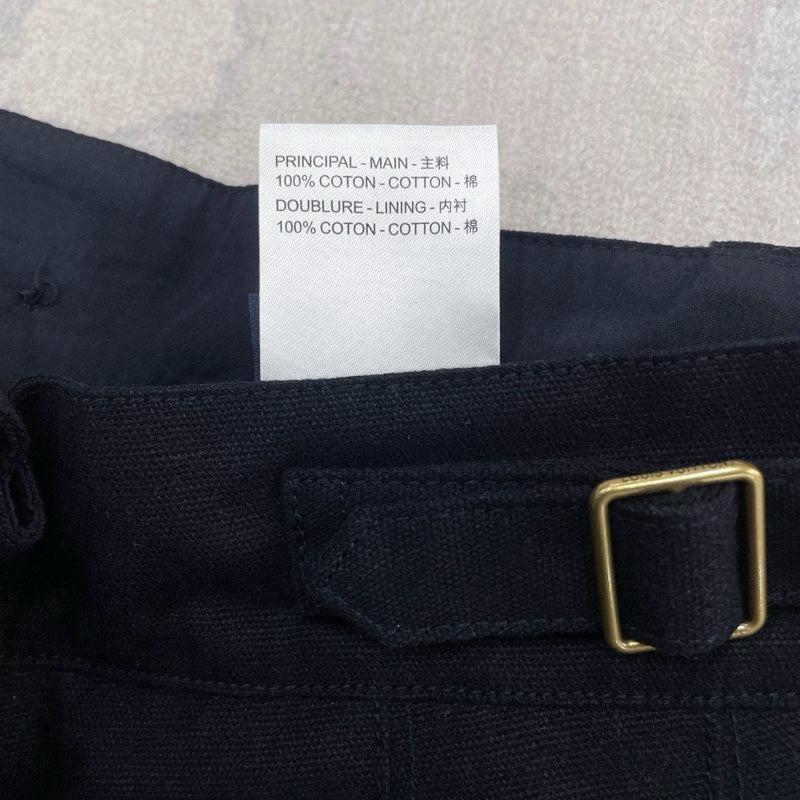 PRINCIPAL - MAIN - 主料
100% COTON - COTTON - 棉
DOUBLURE - LINING - 内衬
100% COTON - COTTON - 棉